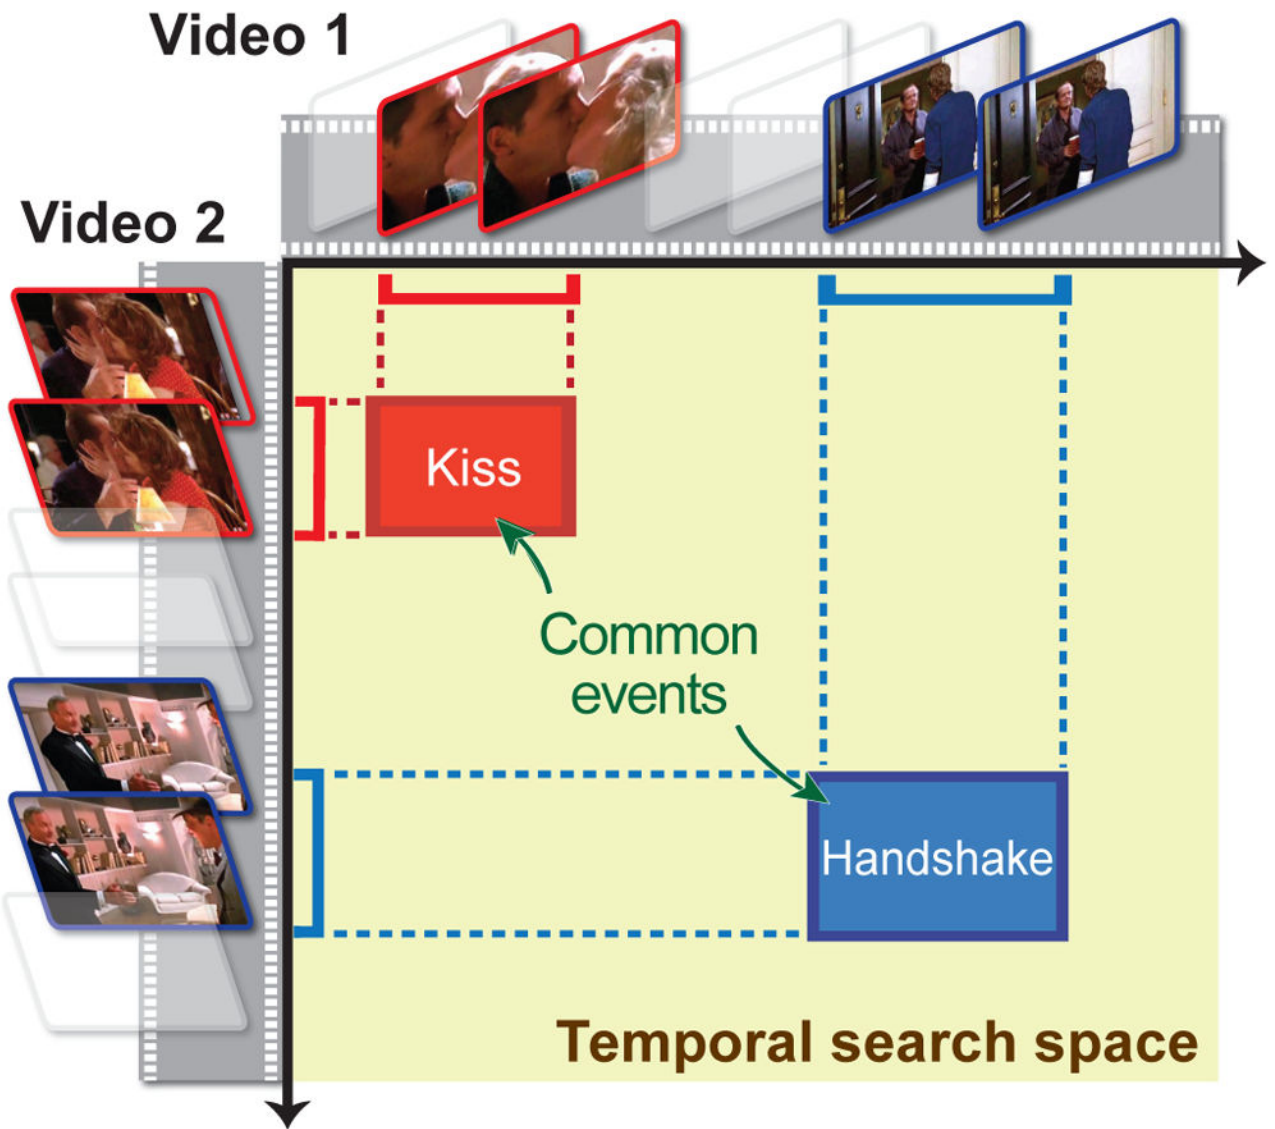 Video 1
Video 2
Kiss
Common
events
Handshake
Temporal search space